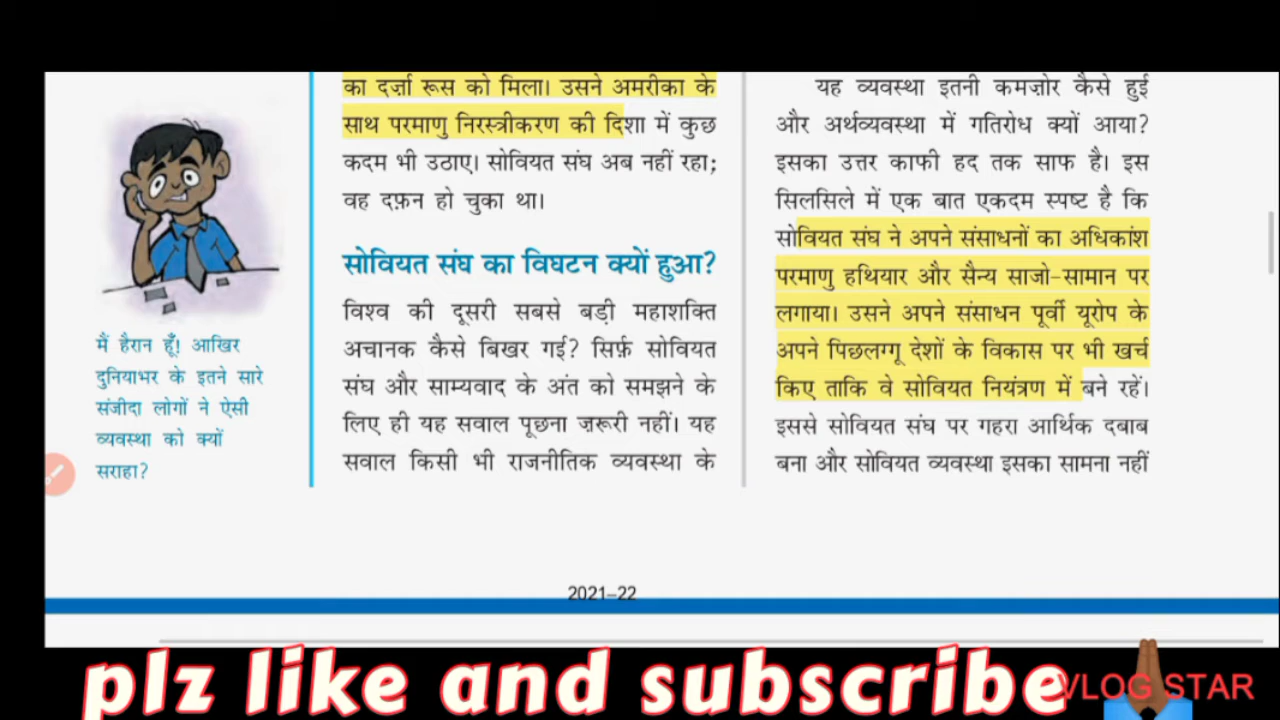 का दर्ज़ा रूस को मिला। उसने अमरीका के
साथ परमाणु निरस्त्रीकरण की दिशा में कुछ
कदम भी उठाए। सोवियत संघ अब नहीं रहा;
वह दफ़न हो चुका था।
सोवियत संघ का विघटन क्यों हुआ?
विश्व की दूसरी सबसे बड़ी महाशक्ति
अचानक कैसे बिखर गई? सिर्फ़ सोवियत
संघ और साम्यवाद के अंत को समझने के
लिए ही यह सवाल पूछना ज़रूरी नहीं। यह
सवाल किसी भी राजनीतिक व्यवस्था के
यह व्यवस्था इतनी कमज़ोर कैसे हुई
और अर्थव्यवस्था में गतिरोध क्यों आया?
इसका उत्तर काफी हद तक साफ है। इस
सिलसिले में एक बात एकदम स्पष्ट है कि
सोवियत संघ ने अपने संसाधनों का अधिकांश
परमाणु हथियार और सैन्य साजो-सामान पर
लगाया। उसने अपने संसाधन पूर्वी यूरोप के
अपने पिछलग्गू देशों के विकास पर भी खर्च
किए ताकि वे सोवियत नियंत्रण में बने रहें।
इससे सोवियत संघ पर गहरा आर्थिक दबाब
बना और सोवियत व्यवस्था इसका सामना नहीं
मैं हैरान हूँ! आखिर
दुनियाभर के इतने सारे
संजीदा लोगों ने ऐसी
व्यवस्था को क्यों
सराहा?
2021–22
plz like and subscribe
VLOG STAR